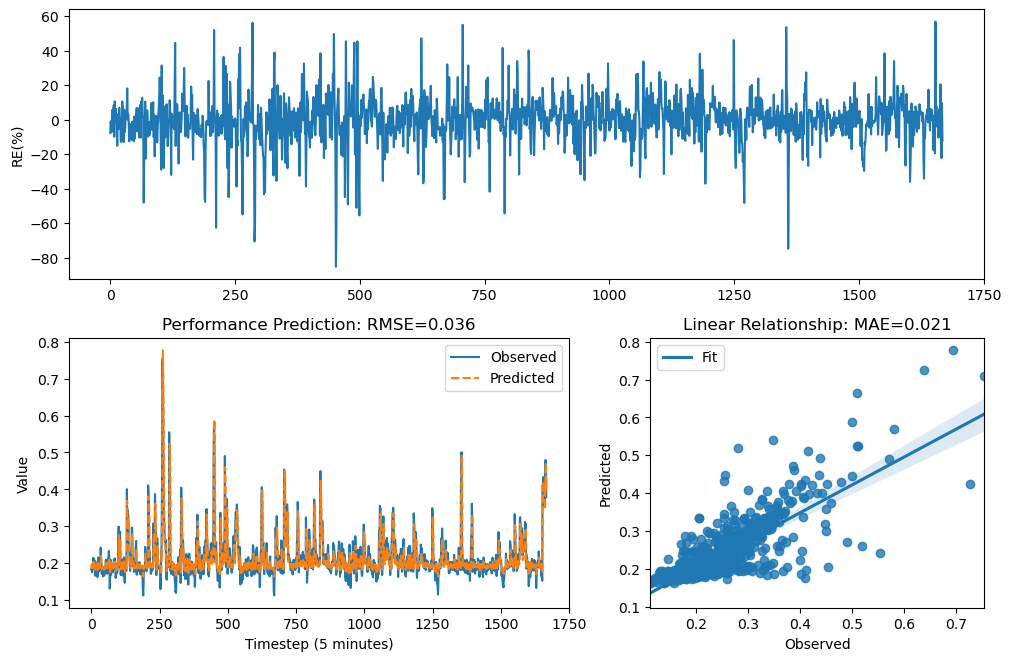 60
40
20
0
−20
−40
−60
−80
RE(%)
0 250 500 750 1000 1250 1500 1750
Performance Prediction: RMSE=0.036
0.8
0.7
0.6
0.5
0.4
0.3
0.2
0.1
Value
Observed
Predicted
0 250 500 750 1000 1250 1500 1750
Timestep (5 minutes)
Linear Relationship: MAE=0.021
0.8
0.7
0.6
0.5
0.4
0.3
0.2
0.1
Predicted
Fit
0.2 0.3 0.4 0.5 0.6 0.7
Observed